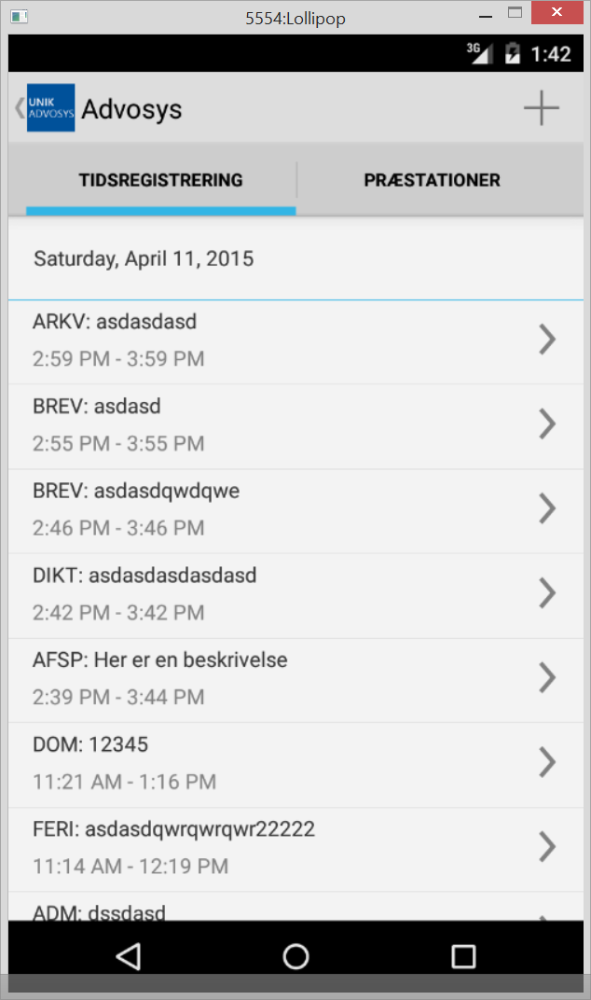 5554:Lollipop
3G 1:42
UNIK
ADVOSYS
Advosys
TIDSREGISTRERING
PRÆSTATIONER
Saturday, April 11, 2015
ARKV: asdasdasd
2:59 PM - 3:59 PM
BREV: asdasd
2:55 PM - 3:55 PM
BREV: asdasdqwdqwe
2:46 PM - 3:46 PM
DIKT: asdasdasdasdasd
2:42 PM - 3:42 PM
AFSP: Her er en beskrivelse
2:39 PM - 3:44 PM
DOM: 12345
11:21 AM - 1:16 PM
FERI: asdasdqwrqwrqwr22222
11:14 AM - 12:19 PM
ADM: dssdasd